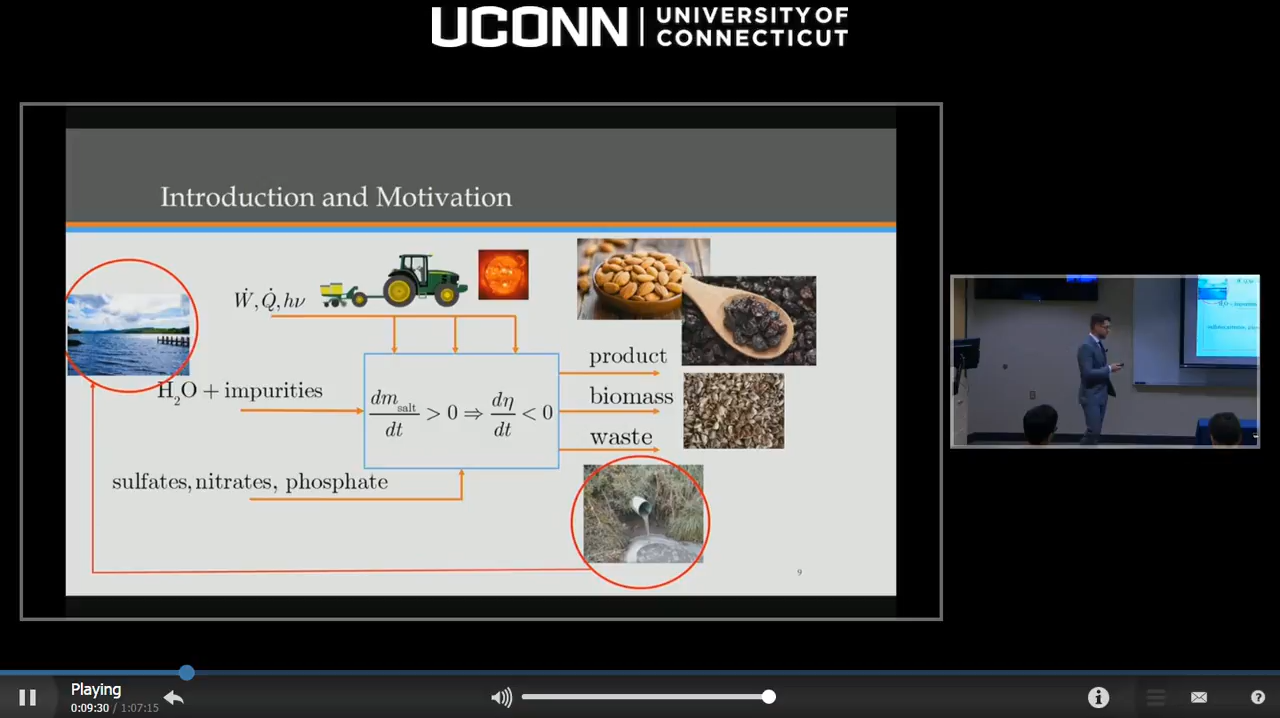 UCONN
UNIVERSITY OF
CONNECTICUT
Introduction and Motivation
Ẇ, Q̇, hν
product
H₂O + impurities
biomass
dm_salt/dt > 0 ⇒ dη/dt < 0
waste
sulfates, nitrates, phosphate
9
Playing
0:09:30 / 1:07:15